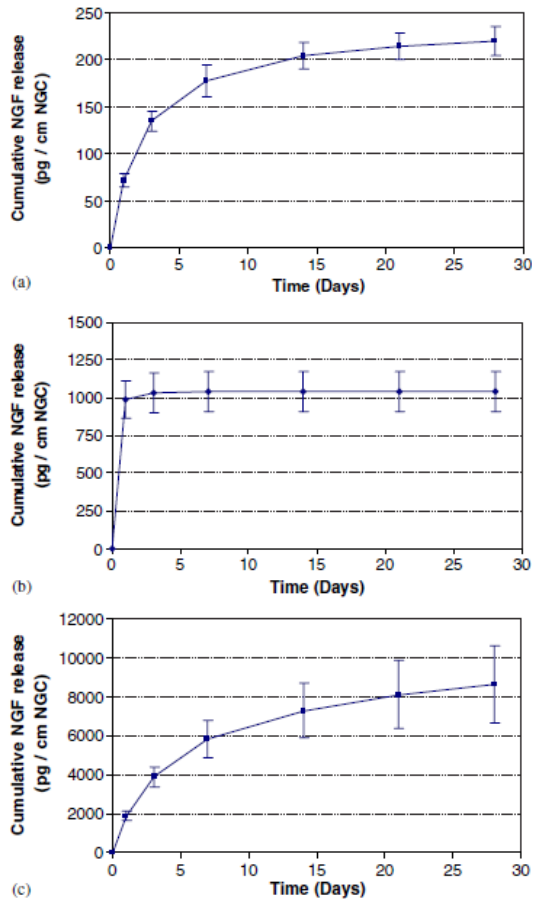 Cumulative NGF release
(pg / cm NGC)
250
200
150
100
50
0
0 5 10 15 20 25 30
Time (Days)
(a)
Cumulative NGF release
(pg / cm NGC)
1500
1250
1000
750
500
250
0
0 5 10 15 20 25 30
Time (Days)
(b)
Cumulative NGF release
(pg / cm NGC)
12000
10000
8000
6000
4000
2000
0
0 5 10 15 20 25 30
Time (Days)
(c)